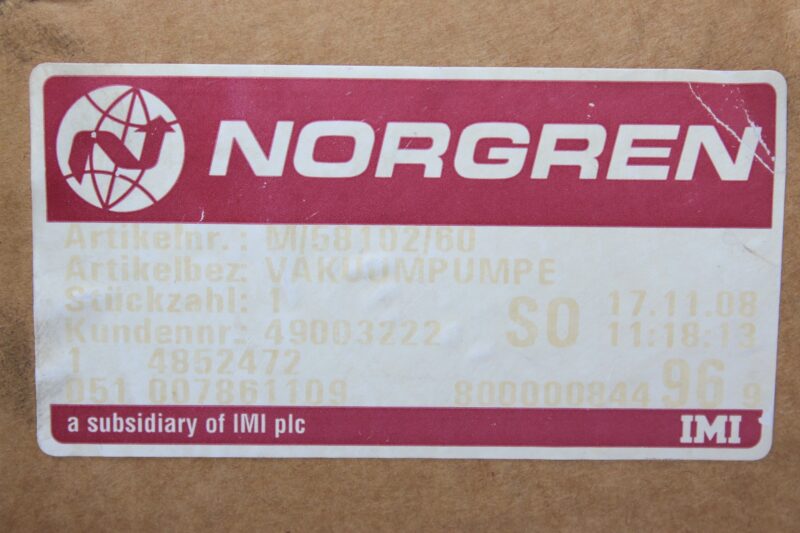 NORGREN
Artikelnr.: M/58102/60
Artikelbez: VAKUUMPUMPE
Stückzahl: 1
Kundennr: 49003222 SO 17.11.08
11:18:13
1 4852472
051 007861109 800000844 96 9
a subsidiary of IMI plc IMI